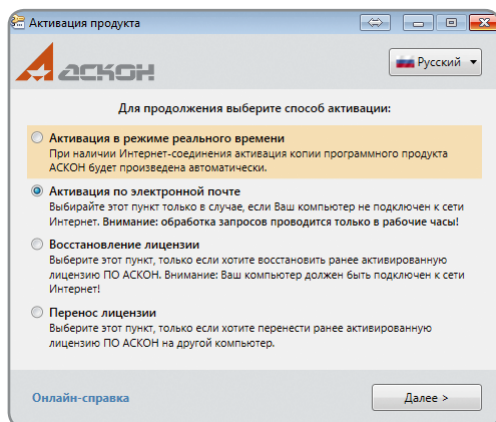 Активация продукта
АСКОН
Русский
Для продолжения выберите способ активации:
Активация в режиме реального времени
При наличии Интернет-соединения активация копии программного продукта
АСКОН будет произведена автоматически.
Активация по электронной почте
Выбирайте этот пункт только в случае, если Ваш компьютер не подключен к сети
Интернет. Внимание: обработка запросов проводится только в рабочие часы!
Восстановление лицензии
Выберите этот пункт, только если хотите восстановить ранее активированную
лицензию ПО АСКОН. Внимание: Ваш компьютер должен быть подключен к сети
Интернет!
Перенос лицензии
Выберите этот пункт, только если хотите перенести ранее активированную
лицензию ПО АСКОН на другой компьютер.
Онлайн-справка
Далее >